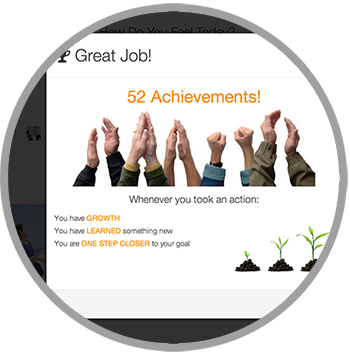 How Do You Feel Today?
Great Job!
52 Achievements!
Whenever you took an action:
You have GROWTH
You have LEARNED something new
You are ONE STEP CLOSER to your goal